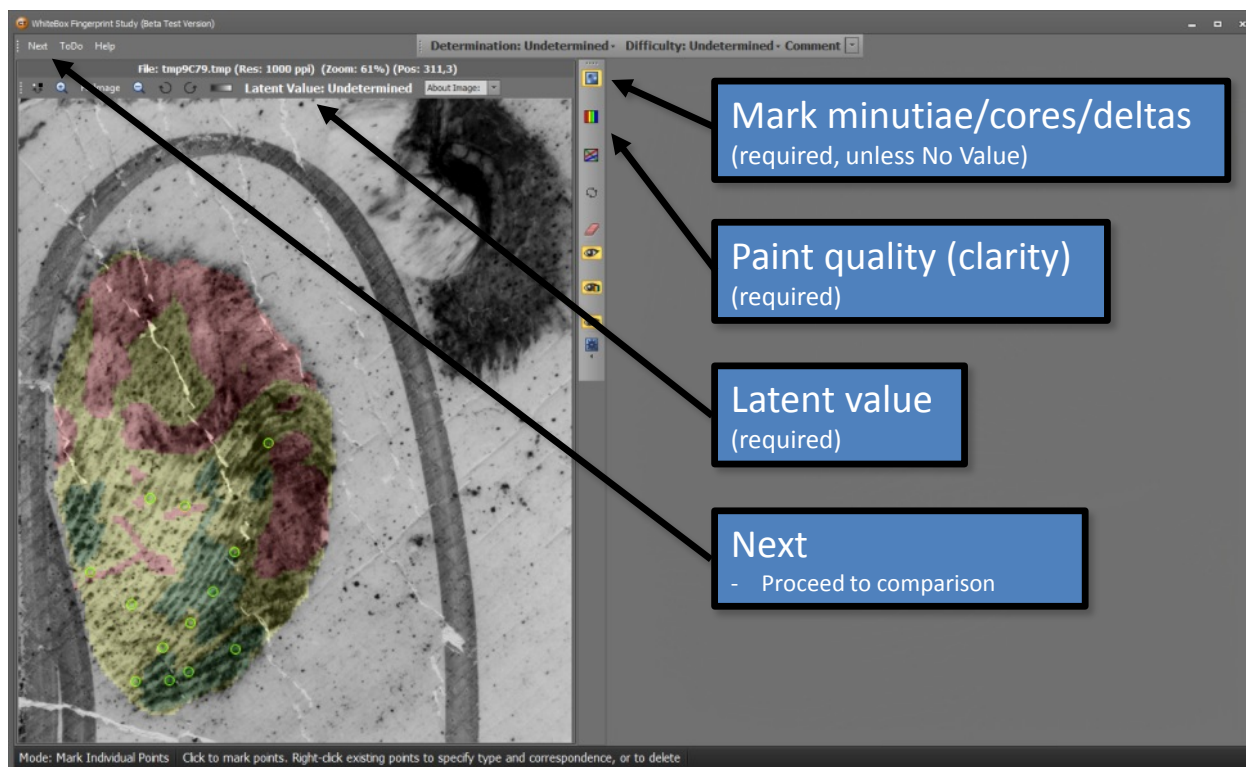 WhiteBox Fingerprint Study (Beta Test Version)
Next ToDo Help
Determination: Undetermined - Difficulty: Undetermined - Comment
File: tmp9C79.tmp (Res: 1000 ppi) (Zoom: 61%) (Pos: 311,3)
Latent Value: Undetermined About Image:
Mark minutiae/cores/deltas
(required, unless No Value)
Paint quality (clarity)
(required)
Latent value
(required)
Next
- Proceed to comparison
Mode: Mark Individual Points Click to mark points. Right-click existing points to specify type and correspondence, or to delete